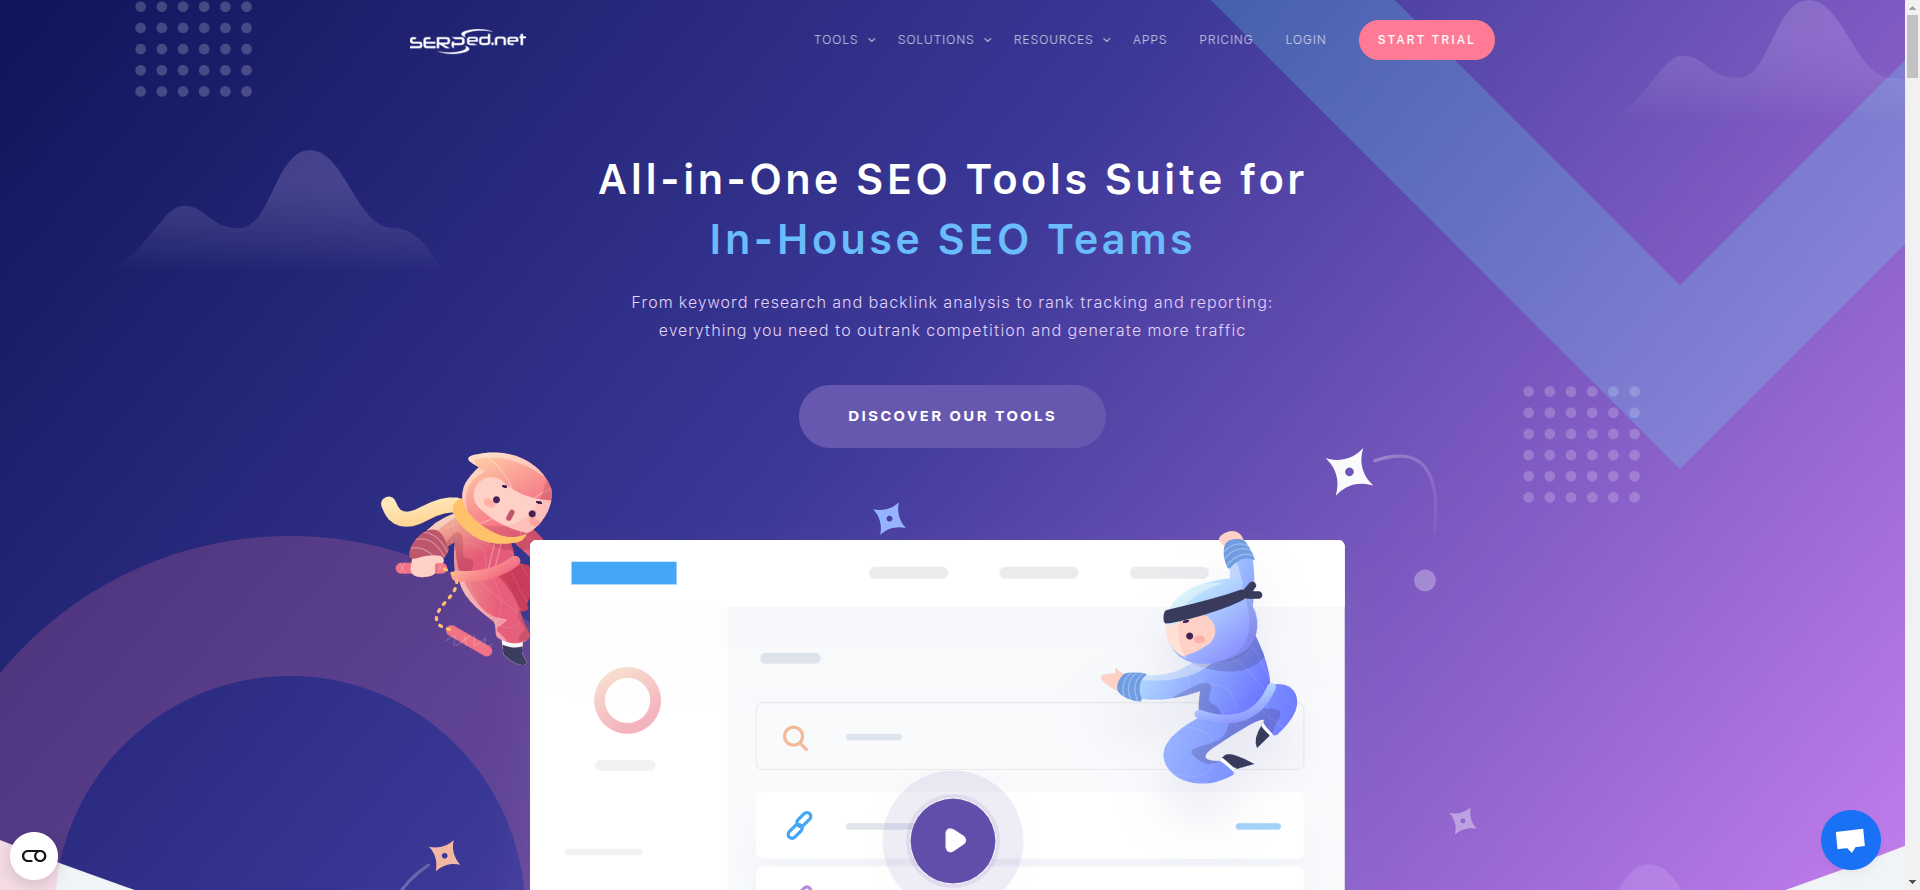 SERPed.net
TOOLS
SOLUTIONS
RESOURCES
APPS
PRICING
LOGIN
START TRIAL
All-in-One SEO Tools Suite for
In-House SEO Teams
From keyword research and backlink analysis to rank tracking and reporting:
everything you need to outrank competition and generate more traffic
DISCOVER OUR TOOLS